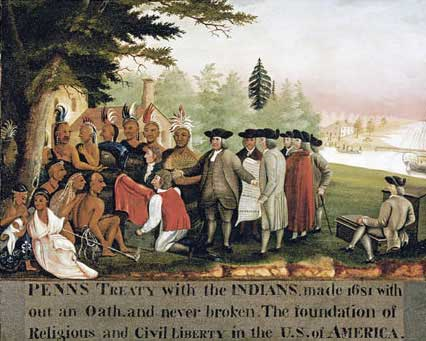 PENNS TREATY with the INDIANS, made 1681 with
out an Oath, and never broken. The foundation of
Religious and Civil LIBERTY in the U.S. of AMERICA.